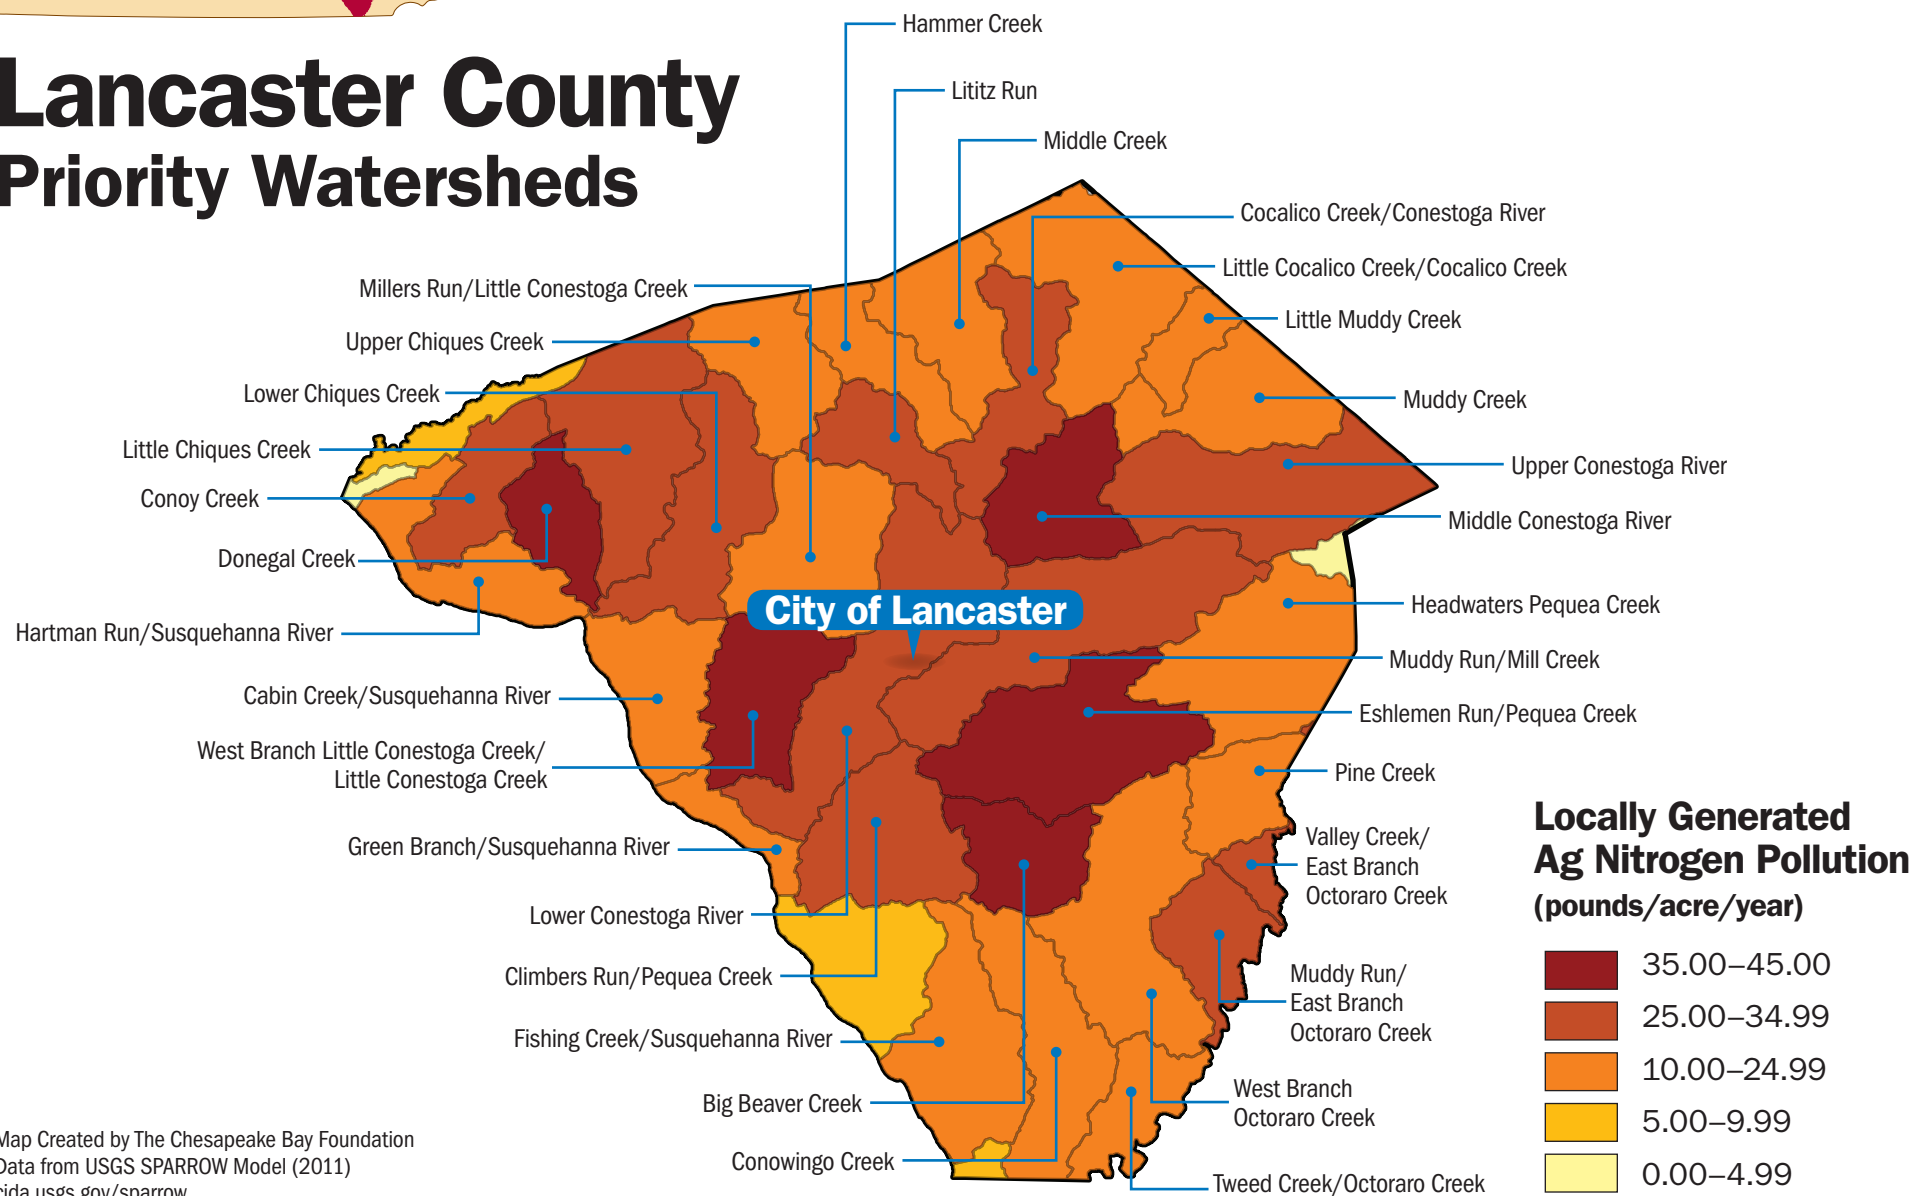 Lancaster County
Priority Watersheds
Hammer Creek
Lititz Run
Middle Creek
Cocalico Creek/Conestoga River
Little Cocalico Creek/Cocalico Creek
Millers Run/Little Conestoga Creek
Little Muddy Creek
Upper Chiques Creek
Lower Chiques Creek
Muddy Creek
Little Chiques Creek
Upper Conestoga River
Conoy Creek
Middle Conestoga River
Donegal Creek
City of Lancaster
Headwaters Pequea Creek
Hartman Run/Susquehanna River
Muddy Run/Mill Creek
Cabin Creek/Susquehanna River
Eshlemen Run/Pequea Creek
West Branch Little Conestoga Creek/
Little Conestoga Creek
Pine Creek
Green Branch/Susquehanna River
Valley Creek/
East Branch
Octoraro Creek
Lower Conestoga River
Climbers Run/Pequea Creek
Muddy Run/
East Branch
Octoraro Creek
Fishing Creek/Susquehanna River
Big Beaver Creek
West Branch
Octoraro Creek
Conowingo Creek
Tweed Creek/Octoraro Creek
Locally Generated
Ag Nitrogen Pollution
(pounds/acre/year)
35.00–45.00
25.00–34.99
10.00–24.99
5.00–9.99
0.00–4.99
Map Created by The Chesapeake Bay Foundation
Data from USGS SPARROW Model (2011)
cida.usgs.gov/sparrow